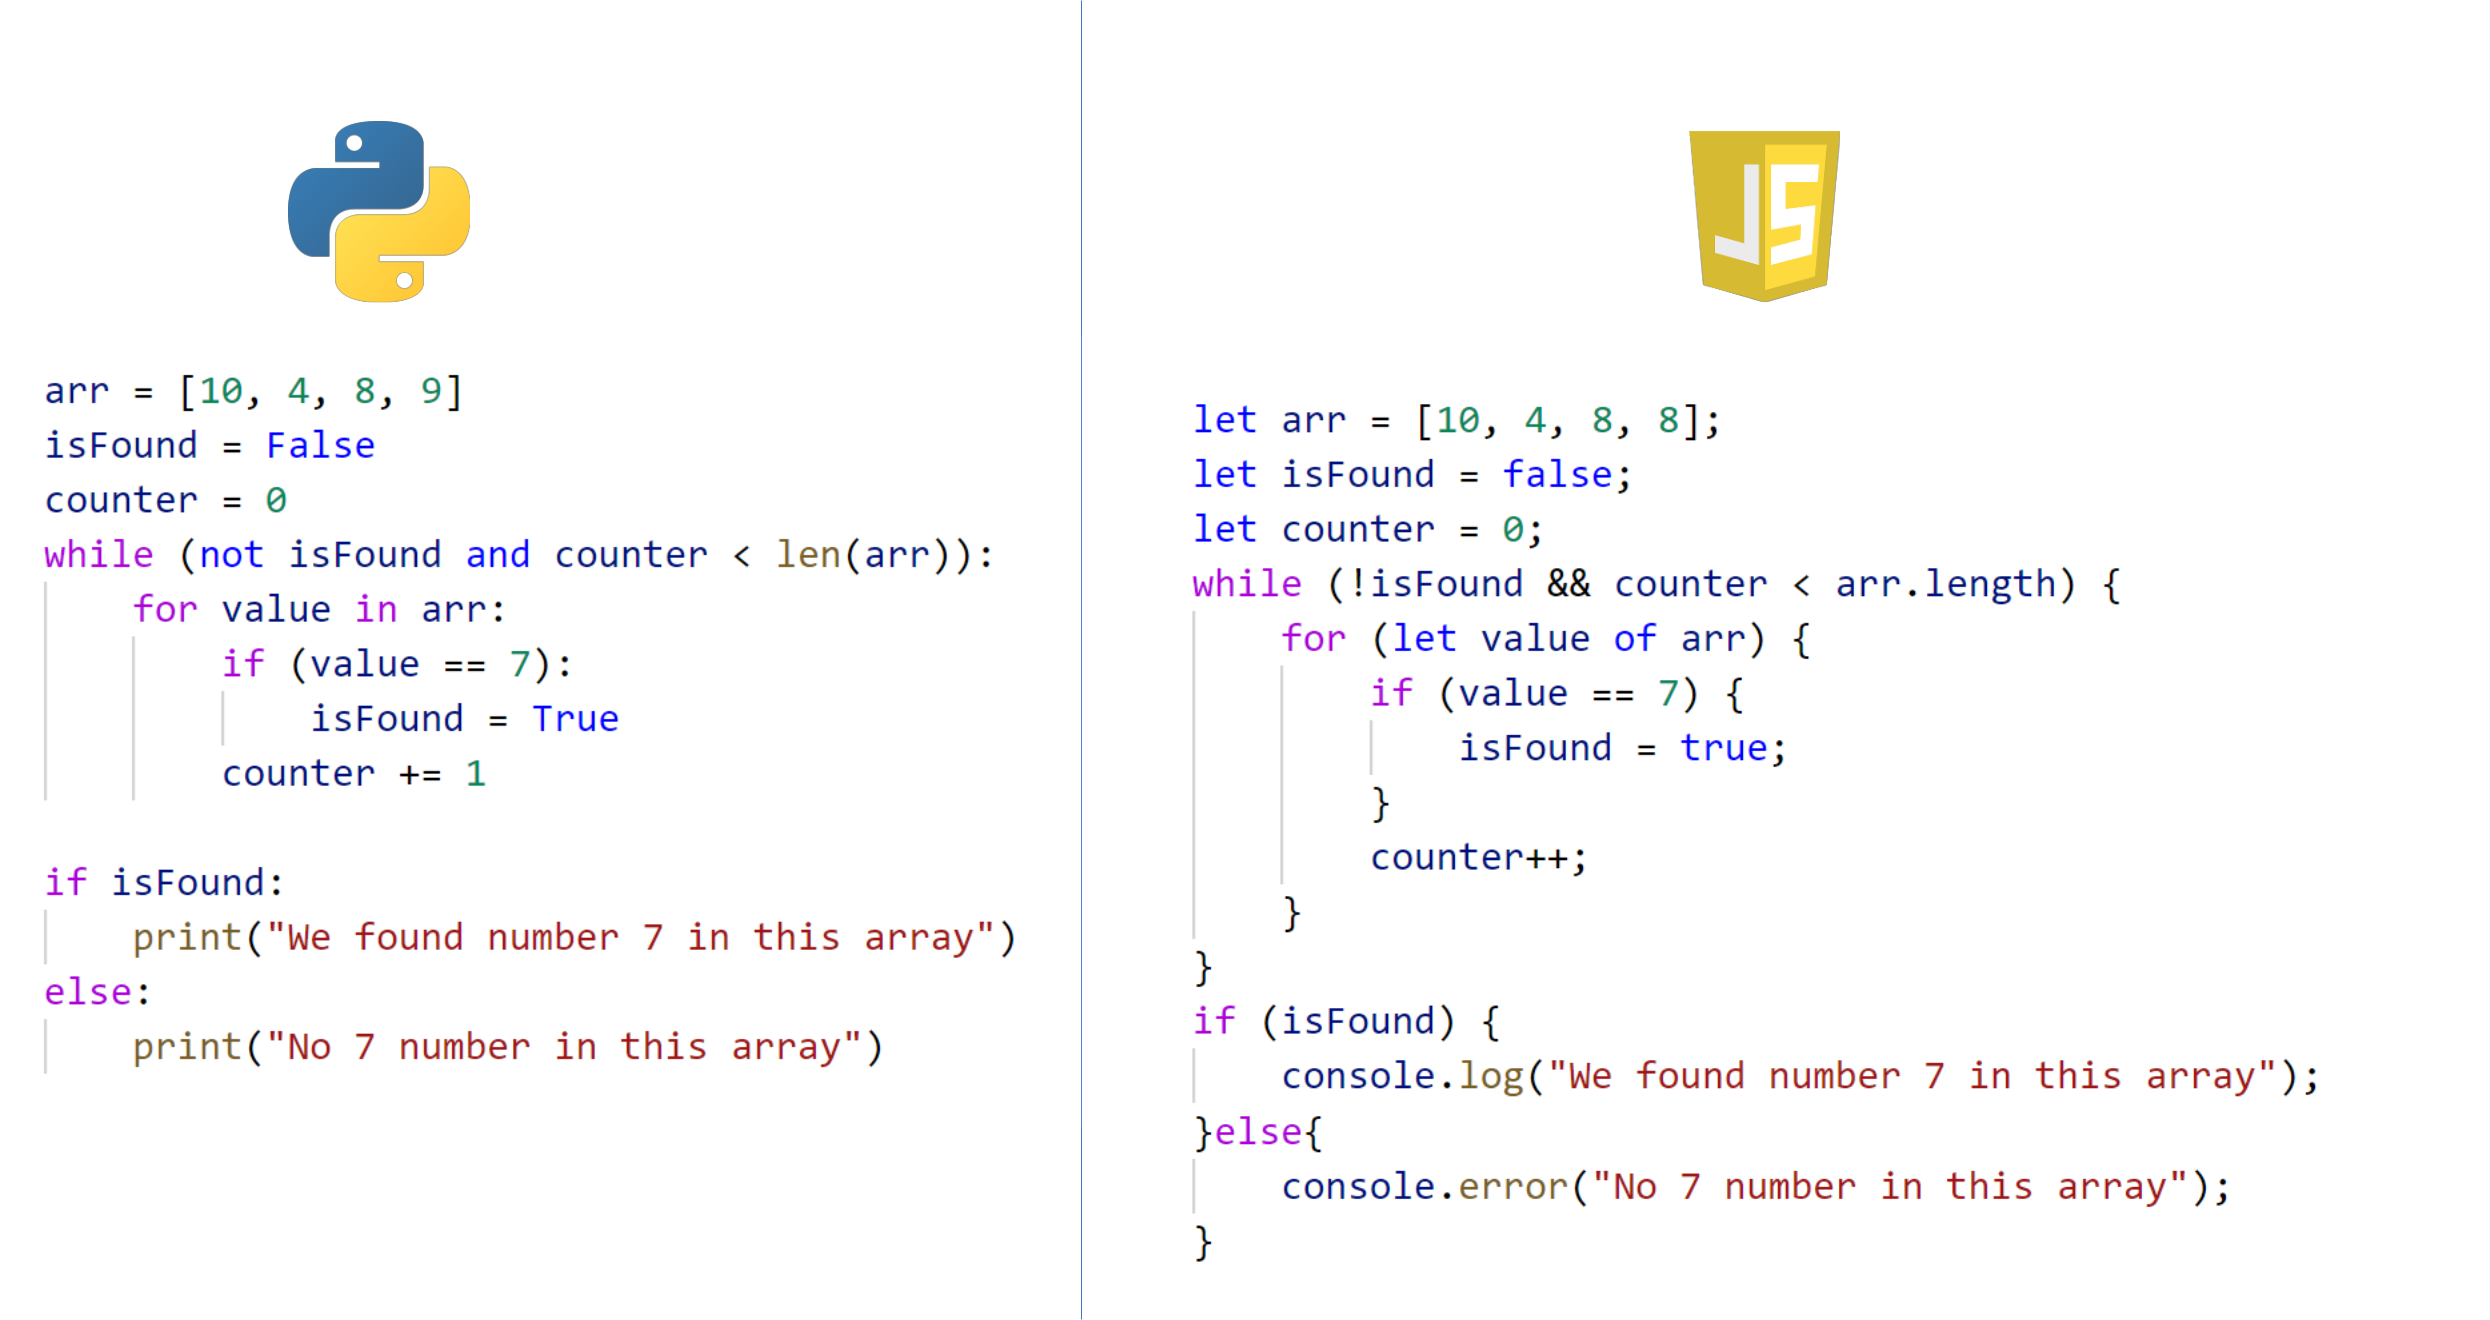 arr = [10, 4, 8, 9]
isFound = False
counter = 0
while (not isFound and counter < len(arr)):
    for value in arr:
        if (value == 7):
            isFound = True
        counter += 1
if isFound:
    print("We found number 7 in this array")
else:
    print("No 7 number in this array")
JS
let arr = [10, 4, 8, 8];
let isFound = false;
let counter = 0;
while (!isFound && counter < arr.length) {
    for (let value of arr) {
        if (value == 7) {
            isFound = true;
        }
        counter++;
    }
}
if (isFound) {
    console.log("We found number 7 in this array");
}else{
    console.error("No 7 number in this array");
}